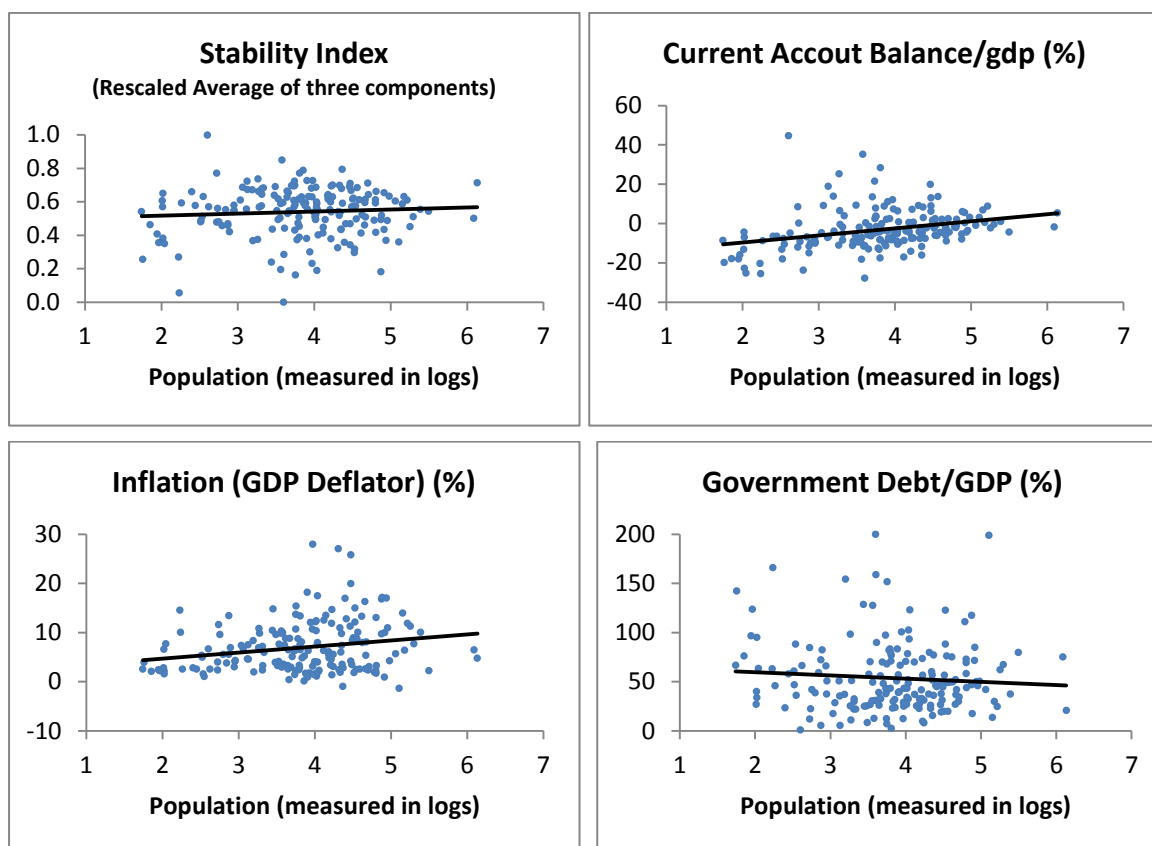 Stability Index
(Rescaled Average of three components)
1.0
0.8
0.6
0.4
0.2
0.0
1 2 3 4 5 6 7
Population (measured in logs)
Current Accout Balance/gdp (%)
60
40
20
0
-20
-40
1 2 3 4 5 6 7
Population (measured in logs)
Inflation (GDP Deflator) (%)
30
20
10
0
-10
1 2 3 4 5 6 7
Population (measured in logs)
Government Debt/GDP (%)
200
150
100
50
0
1 2 3 4 5 6 7
Population (measured in logs)